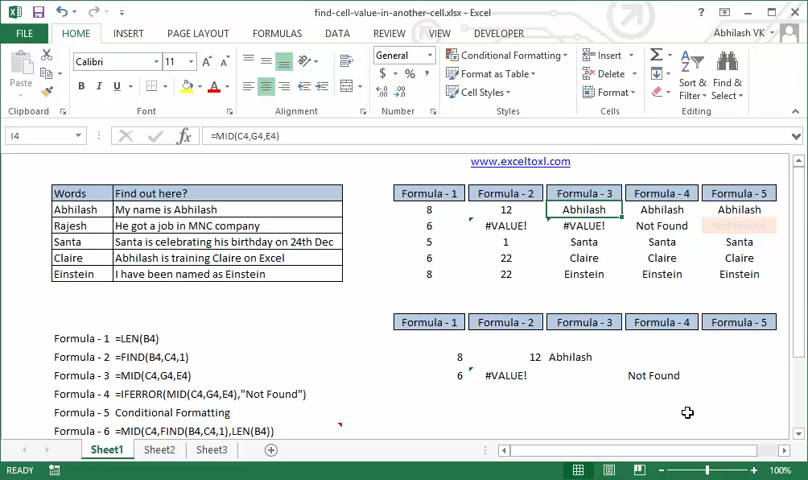 find-cell-value-in-another-cell.xlsx - Excel
FILE HOME INSERT PAGE LAYOUT FORMULAS DATA REVIEW VIEW DEVELOPER Abhilash VK
Paste Calibri 11 General Conditional Formatting Insert
$ % , Format as Table Delete Sort & Find &
B I U A Cell Styles Format Filter Select
Clipboard Font Alignment Number Styles Cells Editing
I4 fx =MID(C4,G4,E4)
www.exceltoxl.com
Words Find out here? Formula - 1 Formula - 2 Formula - 3 Formula - 4 Formula - 5
Abhilash My name is Abhilash 8 12 Abhilash Abhilash Abhilash
Rajesh He got a job in MNC company 6 #VALUE! #VALUE! Not Found Not Found
Santa Santa is celebrating his birthday on 24th Dec 5 1 Santa Santa Santa
Claire Abhilash is training Claire on Excel 6 22 Claire Claire Claire
Einstein I have been named as Einstein 8 22 Einstein Einstein Einstein
Formula - 1 Formula - 2 Formula - 3 Formula - 4 Formula - 5
Formula - 1 =LEN(B4)
Formula - 2 =FIND(B4,C4,1) 8 12 Abhilash
Formula - 3 =MID(C4,G4,E4) 6 #VALUE! Not Found
Formula - 4 =IFERROR(MID(C4,G4,E4),"Not Found")
Formula - 5 Conditional Formatting
Formula - 6 =MID(C4,FIND(B4,C4,1),LEN(B4))
Sheet1 Sheet2 Sheet3
READY 100%